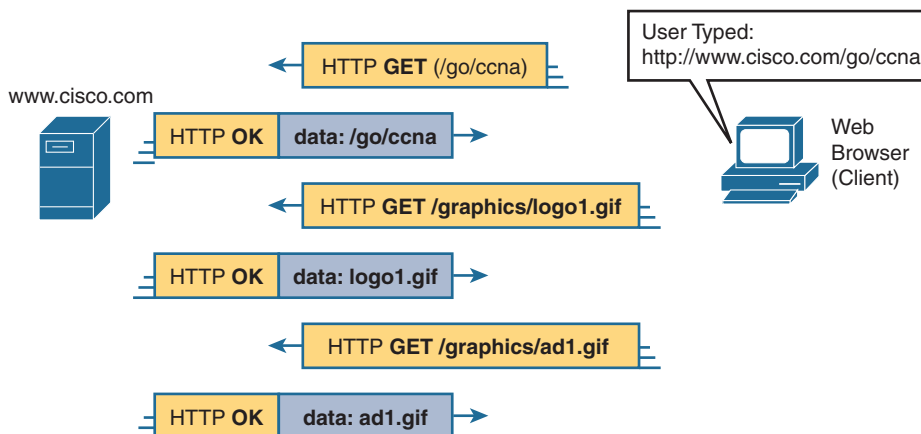 User Typed:
http://www.cisco.com/go/ccna
HTTP GET (/go/ccna)
www.cisco.com
HTTP OK data: /go/ccna
Web
Browser
(Client)
HTTP GET /graphics/logo1.gif
HTTP OK data: logo1.gif
HTTP GET /graphics/ad1.gif
HTTP OK data: ad1.gif